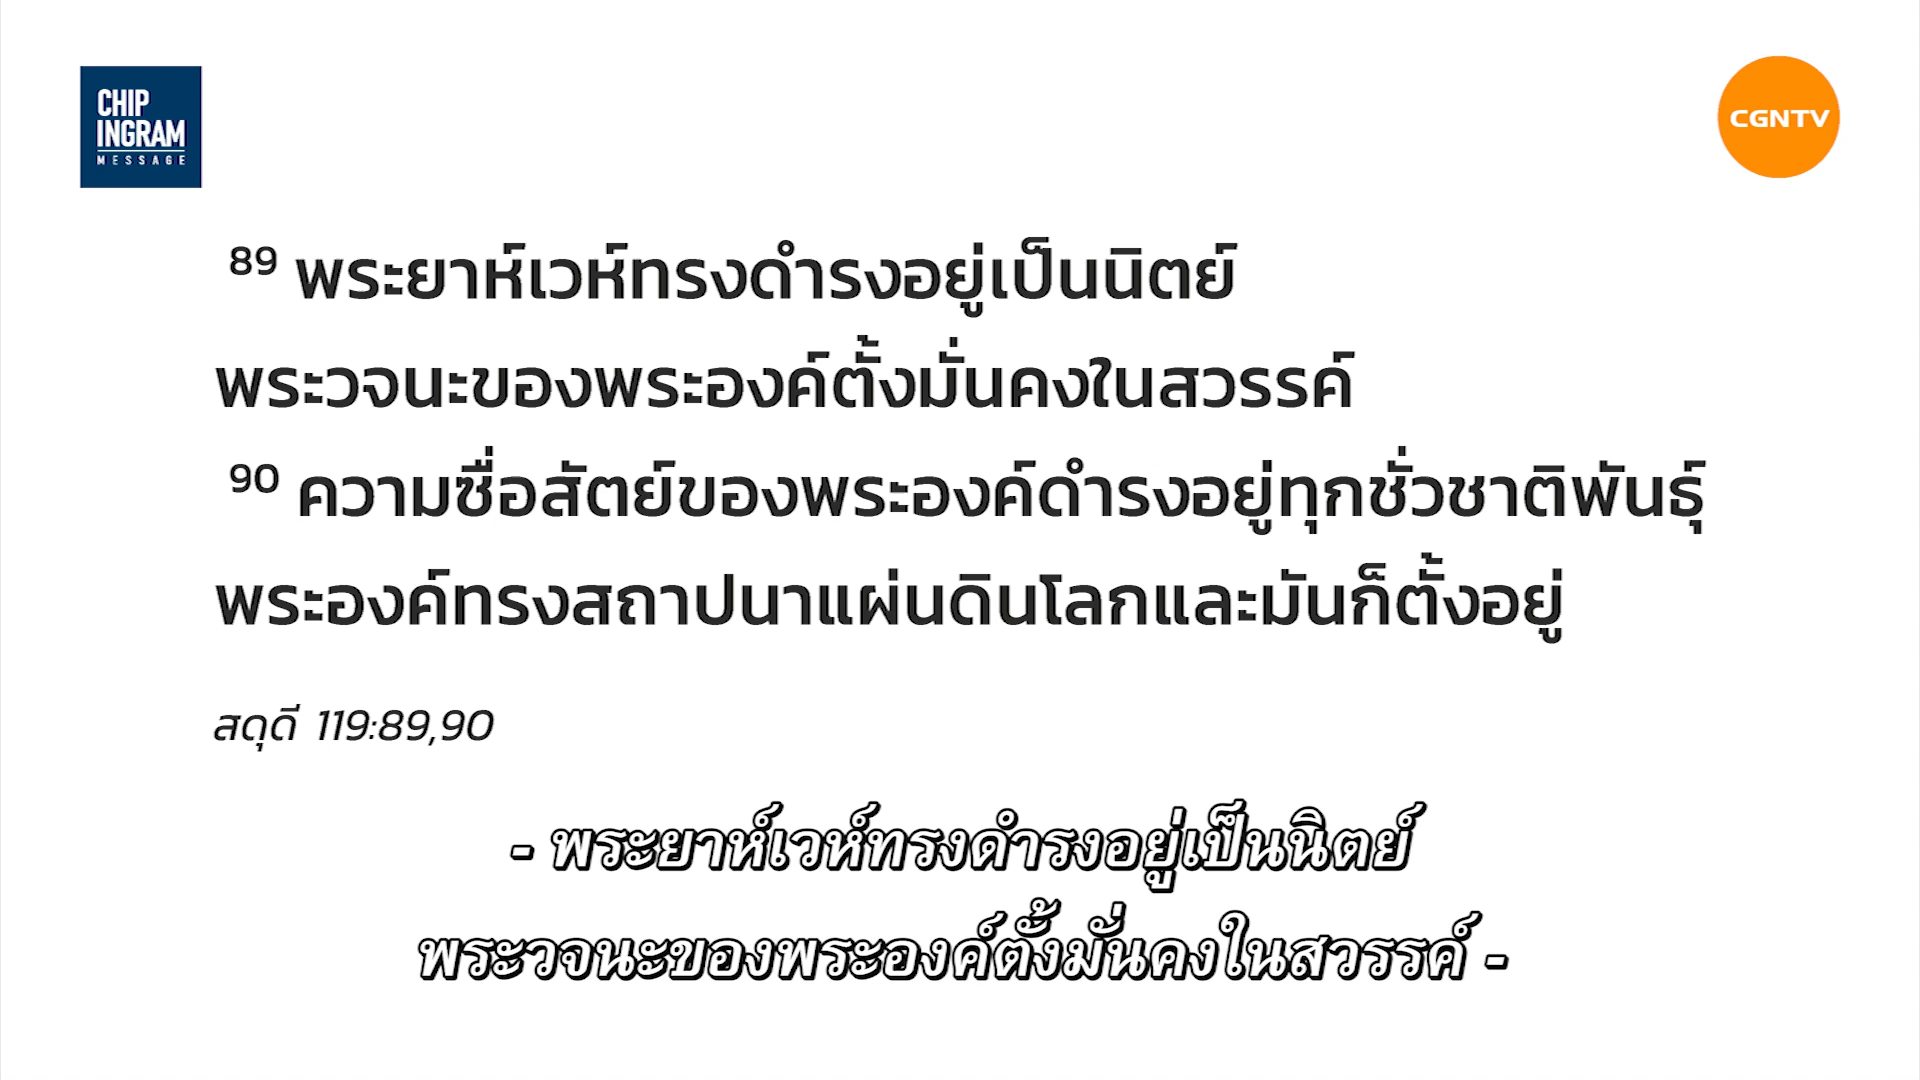 CHIP
INGRAM
MESSAGE
CGNTV
89 พระยาห์เวห์ทรงดำรงอยู่เป็นนิตย์
พระวจนะของพระองค์ตั้งมั่นคงในสวรรค์
90 ความซื่อสัตย์ของพระองค์ดำรงอยู่ทุกชั่วชาติพันธุ์
พระองค์ทรงสถาปนาแผ่นดินโลกและมันก็ตั้งอยู่
สดุดี 119:89,90
- พระยาห์เวห์ทรงดำรงอยู่เป็นนิตย์
พระวจนะของพระองค์ตั้งมั่นคงในสวรรค์ -